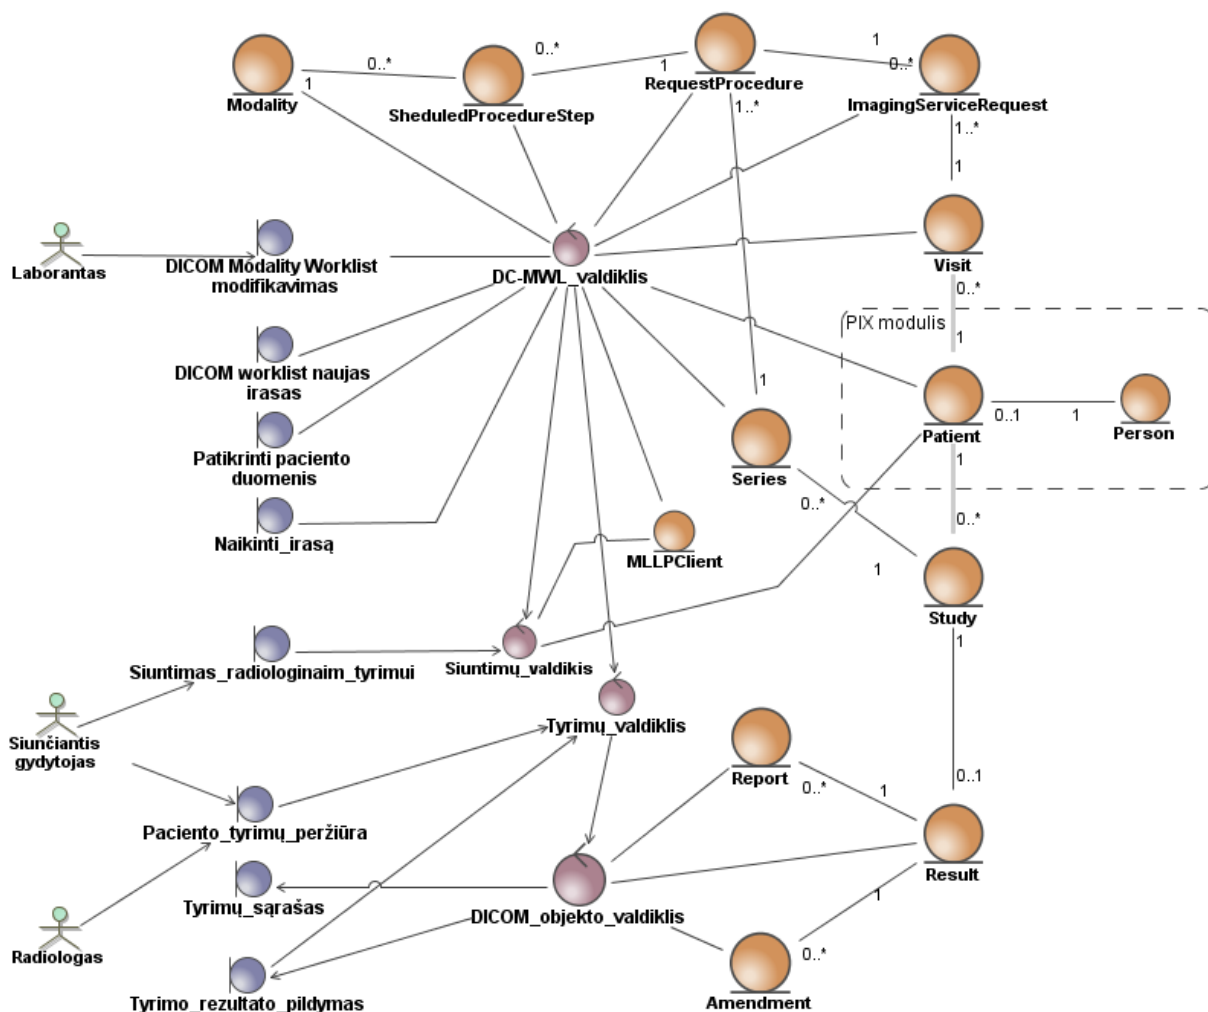 0..*
1
Modality
0..*
SheduledProcedureStep
1
RequestProcedure
1..*
1
0..*
ImagingServiceRequest
1..*
1
Laborantas
DICOM Modality Worklist
modifikavimas
DC-MWL_valdiklis
Visit
0..*
PIX modulis
1
DICOM worklist naujas
irasas
1
Patient
0..1
1
Person
1
Patikrinti paciento
duomenis
Series
0..*
0..*
Naikinti_irasą
MLLPClient
1
Study
1
Siuntimas_radiologinaim_tyrimui
Siuntimų_valdikis
Siunčiantis
gydytojas
Tyrimų_valdiklis
Report
0..*
1
0..1
Paciento_tyrimų_peržiūra
Result
Tyrimų_sąrašas
DICOM_objekto_valdiklis
1
0..*
Radiologas
Tyrimo_rezultato_pildymas
Amendment